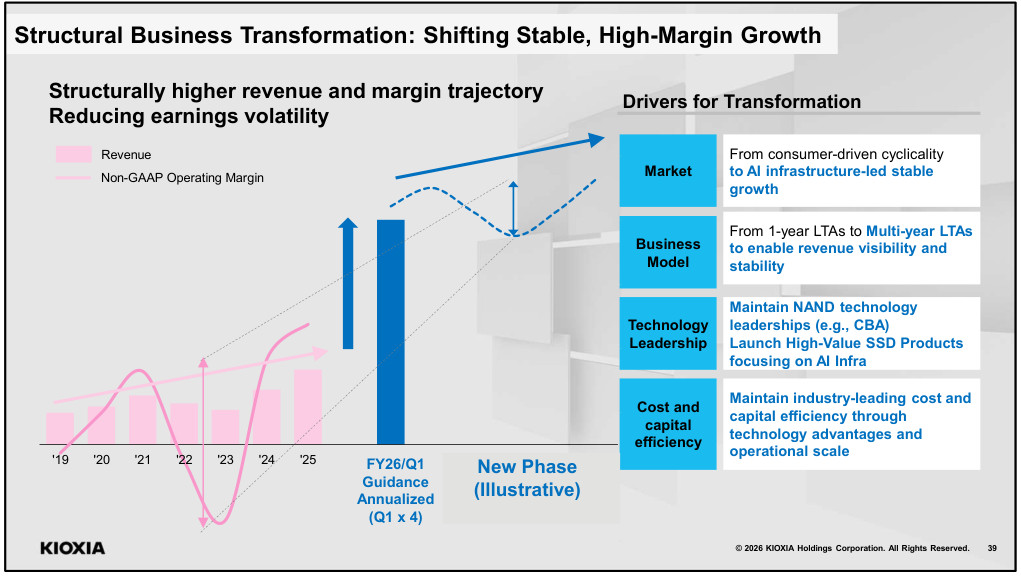 Structural Business Transformation: Shifting Stable, High-Margin Growth
Structurally higher revenue and margin trajectory
Reducing earnings volatility
Revenue
Non-GAAP Operating Margin
'19
'20
'21
'22
'23
'24
'25
FY26/Q1
Guidance
Annualized
(Q1 x 4)
New Phase
(Illustrative)
Drivers for Transformation
Market
From consumer-driven cyclicality
to AI infrastructure-led stable
growth
Business
Model
From 1-year LTAs to Multi-year LTAs
to enable revenue visibility and
stability
Technology
Leadership
Maintain NAND technology
leaderships (e.g., CBA)
Launch High-Value SSD Products
focusing on AI Infra
Cost and
capital
efficiency
Maintain industry-leading cost and
capital efficiency through
technology advantages and
operational scale
KIOXIA
© 2026 KIOXIA Holdings Corporation. All Rights Reserved.
39